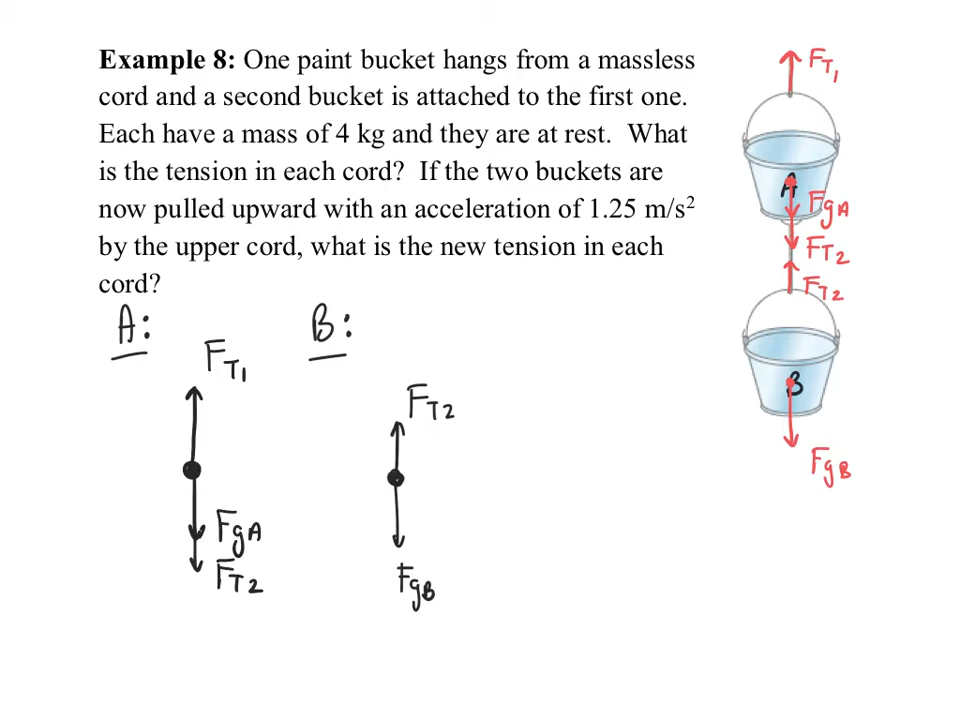 Example 8: One paint bucket hangs from a massless
cord and a second bucket is attached to the first one.
Each have a mass of 4 kg and they are at rest. What
is the tension in each cord? If the two buckets are
now pulled upward with an acceleration of 1.25 m/s²
by the upper cord, what is the new tension in each
cord?
A:
FT1
FgA
FT2
B:
FT2
FgB
FT1
A
FgA
FT2
FT2
B
FgB